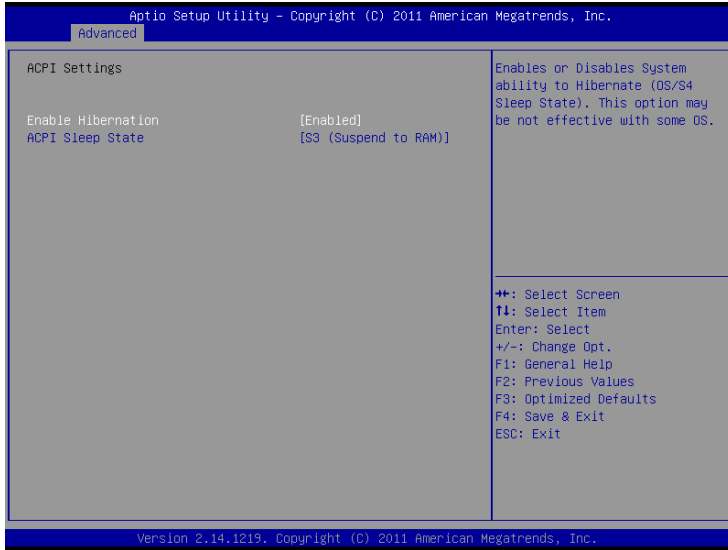 Aptio Setup Utility – Copyright (C) 2011 American Megatrends, Inc.
Advanced
ACPI Settings
Enable Hibernation [Enabled]
ACPI Sleep State [S3 (Suspend to RAM)]
Enables or Disables System
ability to Hibernate (OS/S4
Sleep State). This option may
be not effective with some OS.
→←: Select Screen
↑↓: Select Item
Enter: Select
+/-: Change Opt.
F1: General Help
F2: Previous Values
F3: Optimized Defaults
F4: Save & Exit
ESC: Exit
Version 2.14.1219. Copyright (C) 2011 American Megatrends, Inc.